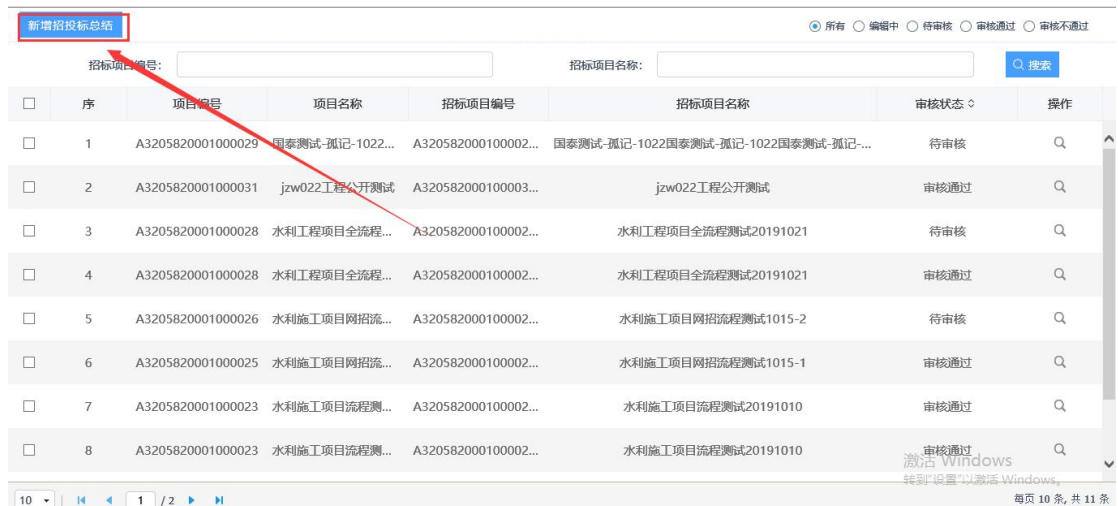 新增招投标总结 所有 编辑中 待审核 审核通过 审核不通过
招标项目编号: 招标项目名称: 搜索
序 项目编号 项目名称 招标项目编号 招标项目名称 审核状态 操作
1 A3205820001000029 国泰测试-孤记-1022... A320582000100002... 国泰测试-孤记-1022国泰测试-孤记-1022国泰测试-孤记-... 待审核
2 A3205820001000031 jzw022工程公开测试 A320582000100003... jzw022工程公开测试 审核通过
3 A3205820001000028 水利工程项目全流程... A320582000100002... 水利工程项目全流程测试20191021 待审核
4 A3205820001000028 水利工程项目全流程... A320582000100002... 水利工程项目全流程测试20191021 审核通过
5 A3205820001000026 水利施工项目网招流... A320582000100002... 水利施工项目网招流程测试1015-2 待审核
6 A3205820001000025 水利施工项目网招流... A320582000100002... 水利施工项目网招流程测试1015-1 审核通过
7 A3205820001000023 水利施工项目流程测... A320582000100002... 水利施工项目流程测试20191010 审核通过
8 A3205820001000023 水利施工项目流程测... A320582000100002... 水利施工项目流程测试20191010 审核通过
激活 Windows
转到"设置"以激活 Windows。
10 1 / 2 每页 10 条, 共 11 条